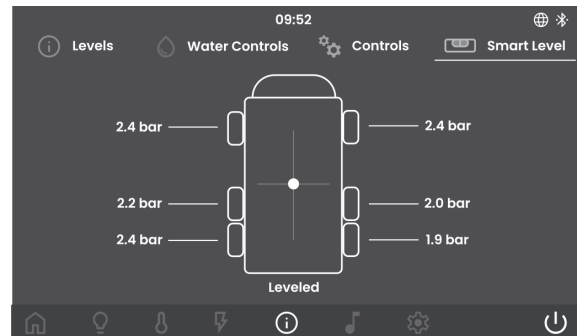 09:52
Levels Water Controls Controls Smart Level
2.4 bar 2.4 bar
2.2 bar 2.0 bar
2.4 bar 1.9 bar
Leveled